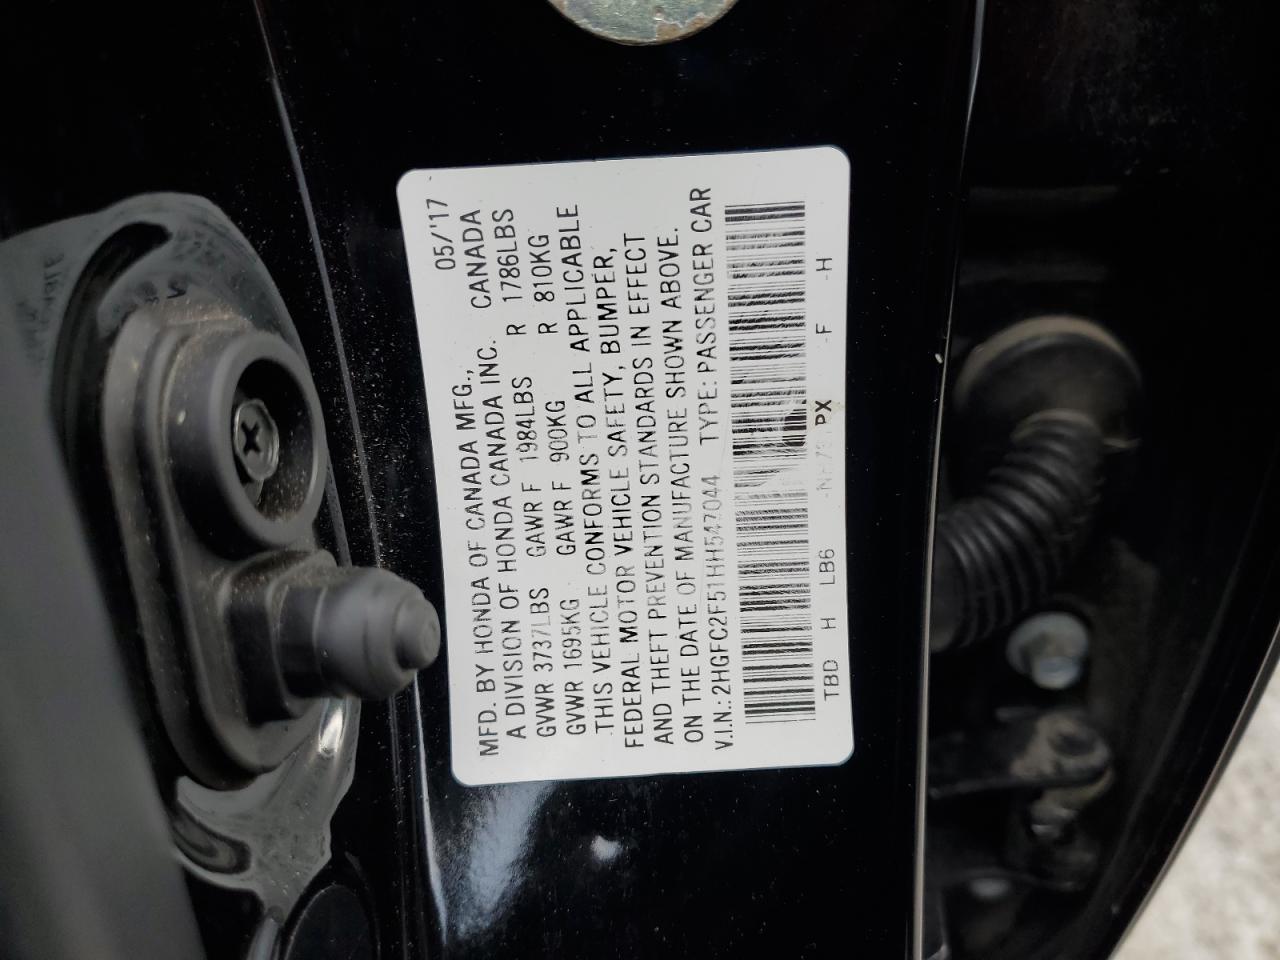 MFD. BY HONDA OF CANADA MFG., 05/'17
A DIVISION OF HONDA CANADA INC. CANADA
GVWR 3737LBS GAWR F 1984LBS R 1786LBS
GVWR 1695KG GAWR F 900KG R 810KG
THIS VEHICLE CONFORMS TO ALL APPLICABLE
FEDERAL MOTOR VEHICLE SAFETY, BUMPER,
AND THEFT PREVENTION STANDARDS IN EFFECT
ON THE DATE OF MANUFACTURE SHOWN ABOVE.
V.I.N.: 2HGFC2F51HH547044 TYPE: PASSENGER CAR
TBD H LB6 PX -F -H